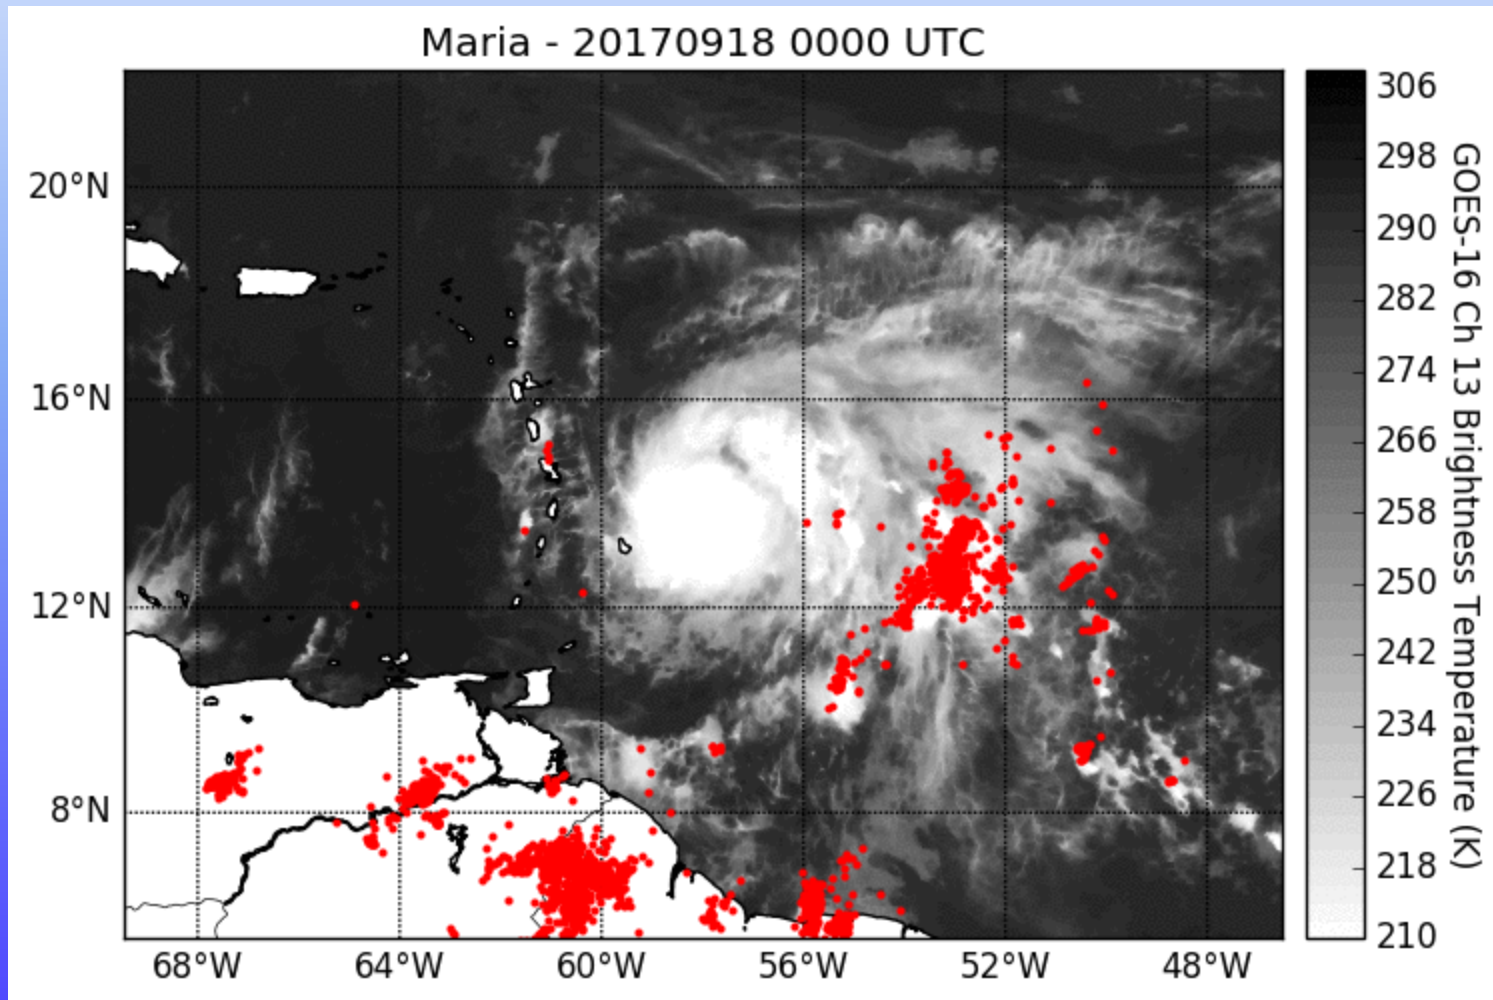 Maria - 20170918 0000 UTC
20°N
16°N
12°N
8°N
68°W 64°W 60°W 56°W 52°W 48°W
306
298
290
282
274
266
258
250
242
234
226
218
210
GOES-16 Ch 13 Brightness Temperature (K)